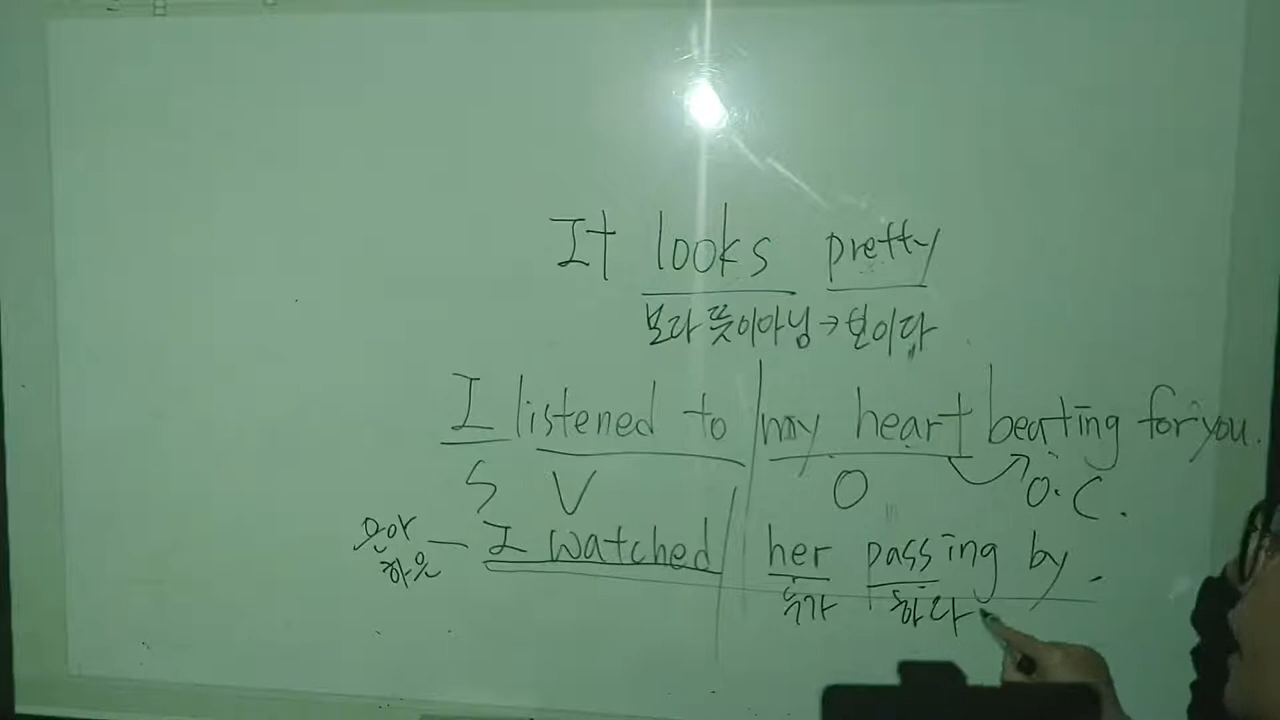 It looks pretty
보다 뜻이아님 → 보이다
I listened to my heart beating for you.
S V O O.C.
I watched her passing by.
누가 하다